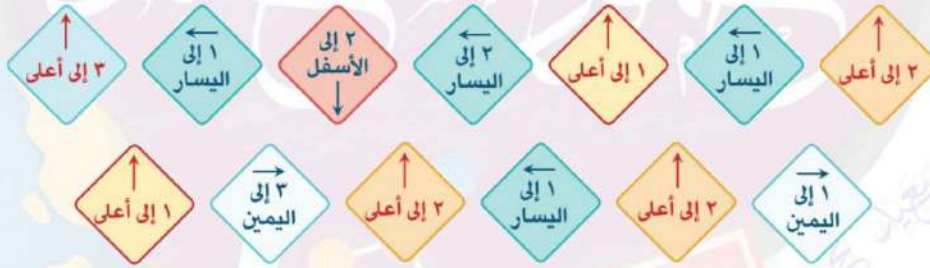 ٢ إلى أعلى
١ إلى اليسار
١ إلى أعلى
٢ إلى اليسار
٢ إلى الأسفل
١ إلى اليسار
٣ إلى أعلى
١ إلى اليمين
٢ إلى أعلى
١ إلى اليسار
٢ إلى أعلى
٣ إلى اليمين
١ إلى أعلى